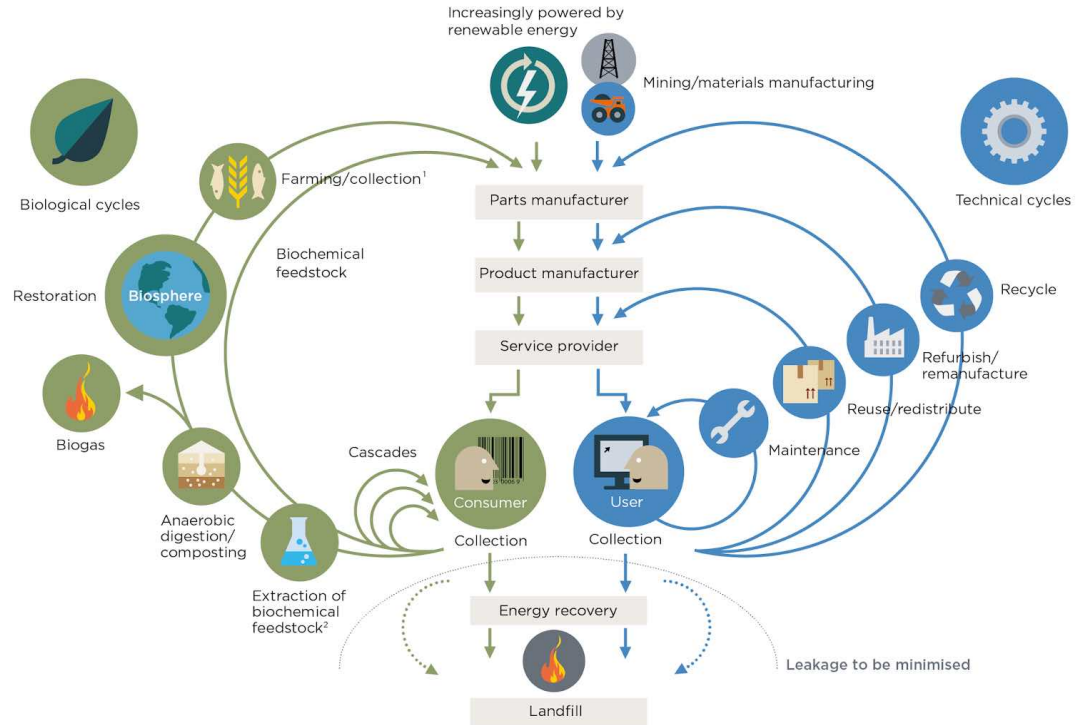 Increasingly powered by
renewable energy
Mining/materials manufacturing
Biological cycles
Farming/collection¹
Technical cycles
Parts manufacturer
Biochemical
feedstock
Product manufacturer
Restoration
Biosphere
Recycle
Service provider
Refurbish/
remanufacture
Reuse/redistribute
Biogas
Maintenance
Cascades
Consumer
User
Anaerobic
digestion/
composting
Collection
Collection
Extraction of
biochemical
feedstock²
Energy recovery
Leakage to be minimised
Landfill